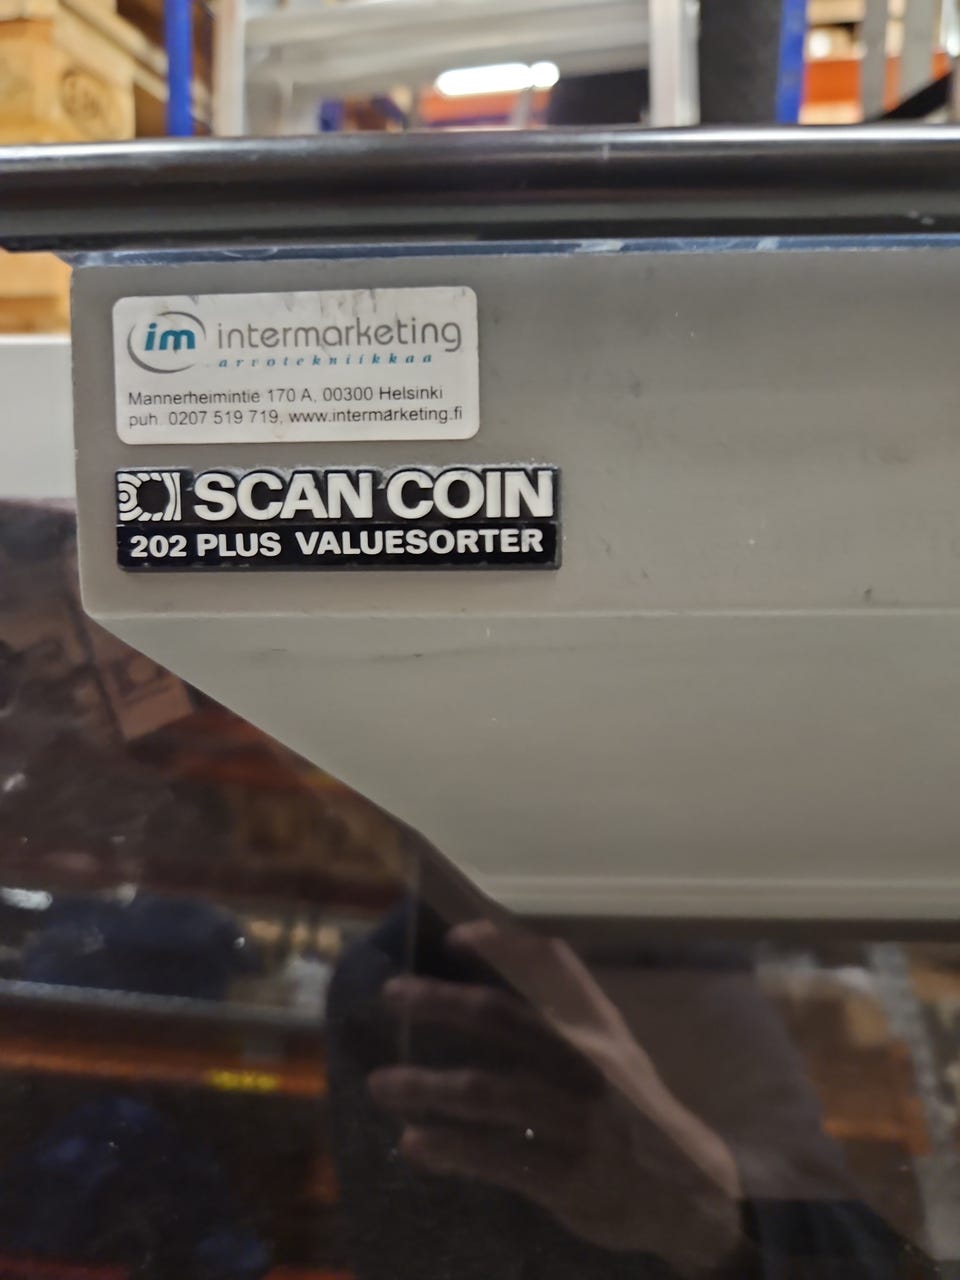 im intermarketing
arvotekniikkaa
Mannerheimintie 170 A, 00300 Helsinki
puh. 0207 519 719, www.intermarketing.fi
SCAN COIN
202 PLUS VALUESORTER